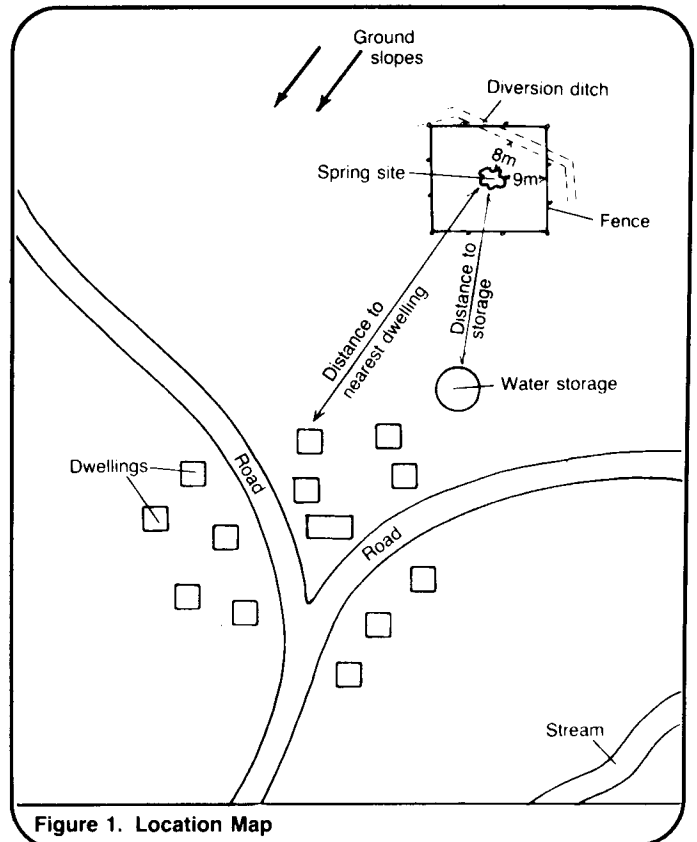 Ground
slopes
Diversion ditch
8m
Spring site
9m
Fence
Distance to
storage
Distance to
nearest dwelling
Water storage
Dwellings
Road
Road
Stream
Figure 1. Location Map